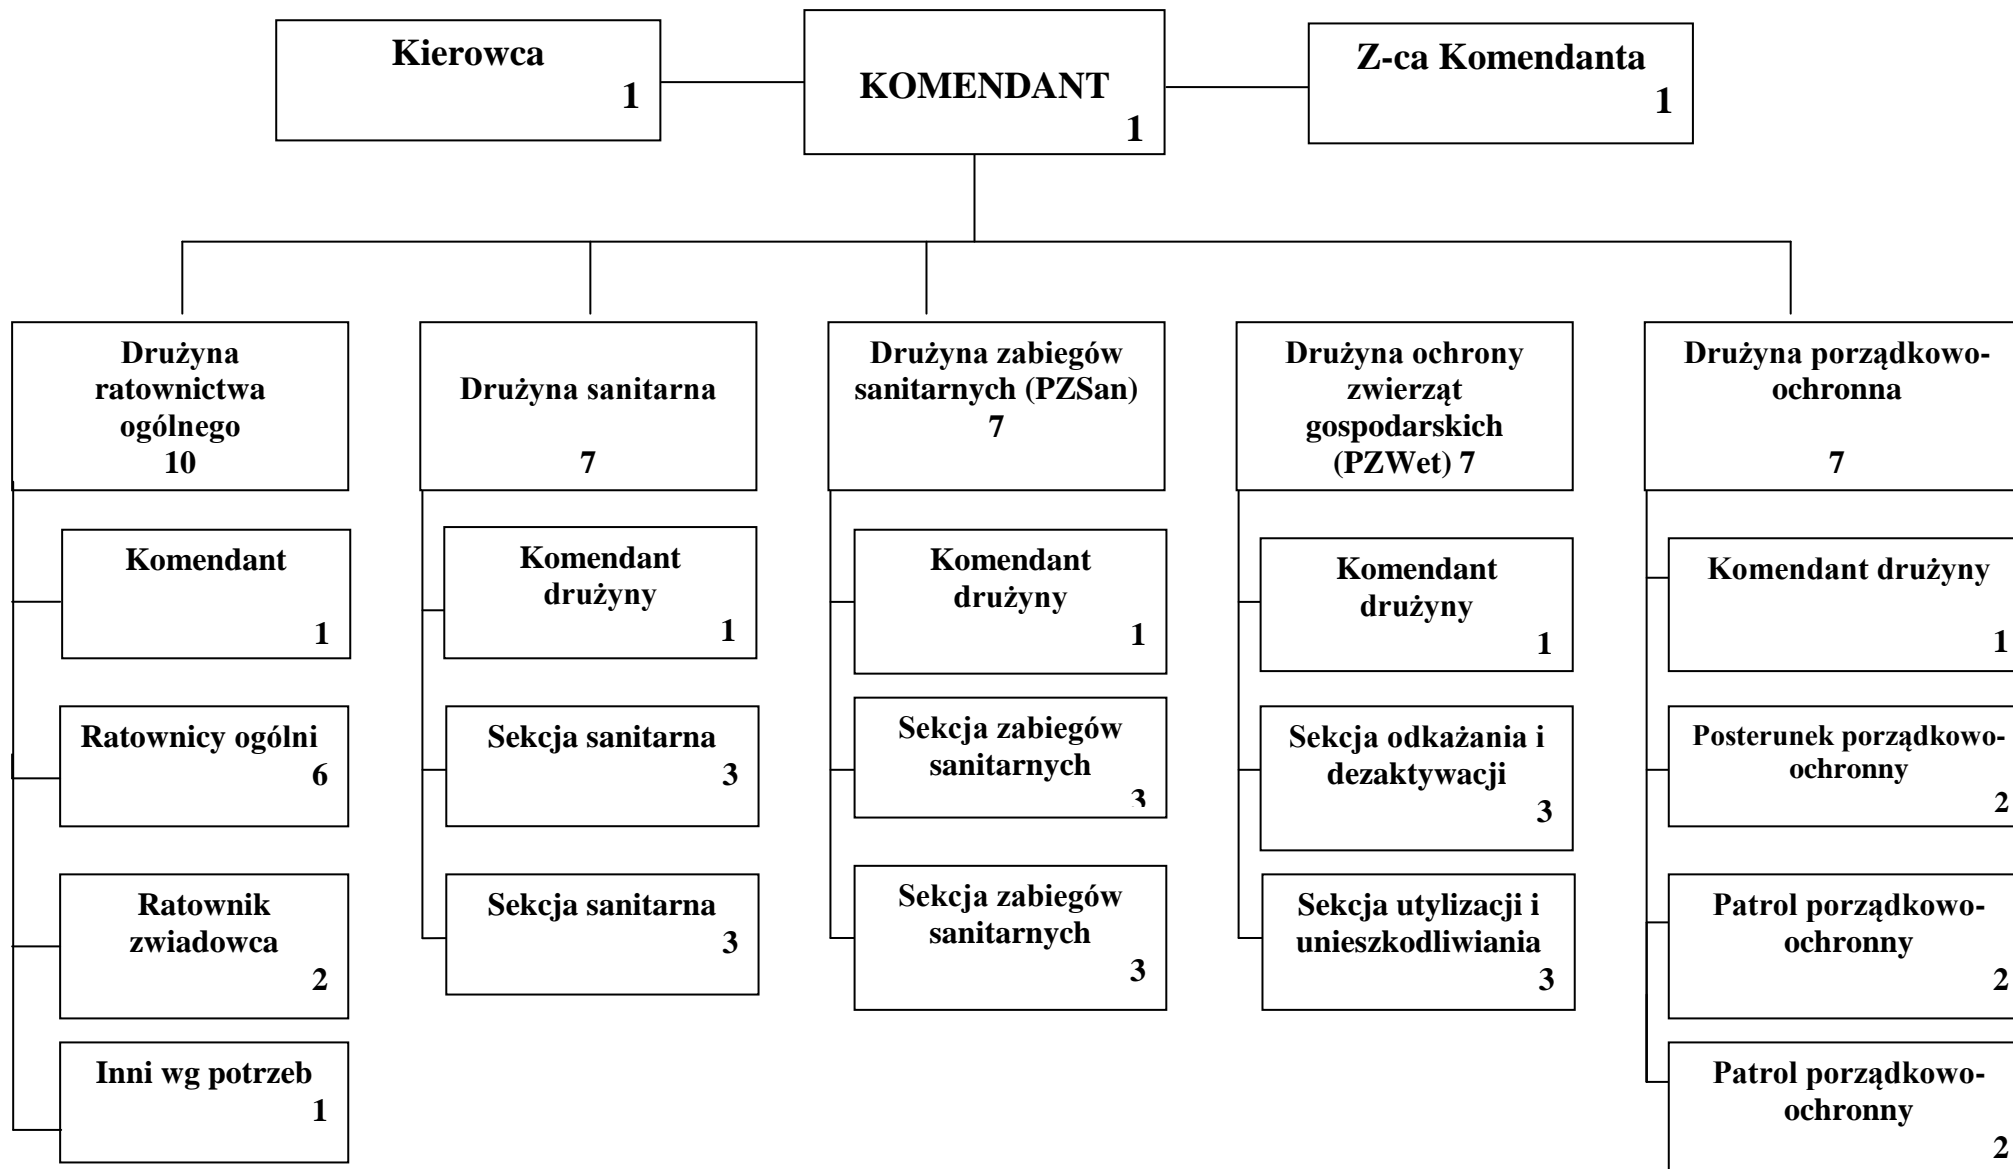 Kierowca
1
KOMENDANT
1
Z-ca Komendanta
1
Drużyna
ratownictwa
ogólnego
10
Drużyna sanitarna
7
Drużyna zabiegów
sanitarnych (PZSan)
7
Drużyna ochrony
zwierząt
gospodarskich
(PZWet) 7
Drużyna porządkowo-
ochronna
7
Komendant
1
Ratownicy ogólni
6
Ratownik
zwiadowca
2
Inni wg potrzeb
1
Komendant
drużyny
1
Sekcja sanitarna
3
Sekcja sanitarna
3
Komendant
drużyny
1
Sekcja zabiegów
sanitarnych
3
Sekcja zabiegów
sanitarnych
3
Komendant
drużyny
1
Sekcja odkażania i
dezaktywacji
3
Sekcja utylizacji i
unieszkodliwiania
3
Komendant drużyny
1
Posterunek porządkowo-
ochronny
2
Patrol porządkowo-
ochronny
2
Patrol porządkowo-
ochronny
2